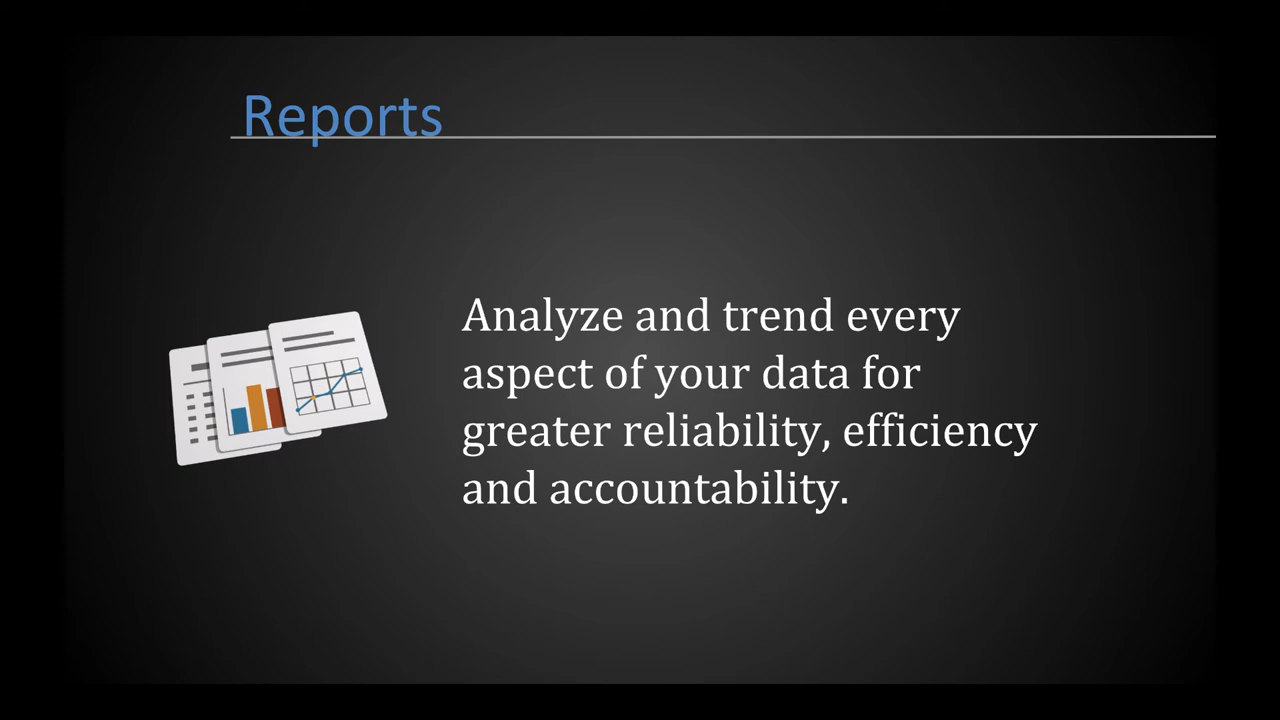 Reports
Analyze and trend every
aspect of your data for
greater reliability, efficiency
and accountability.